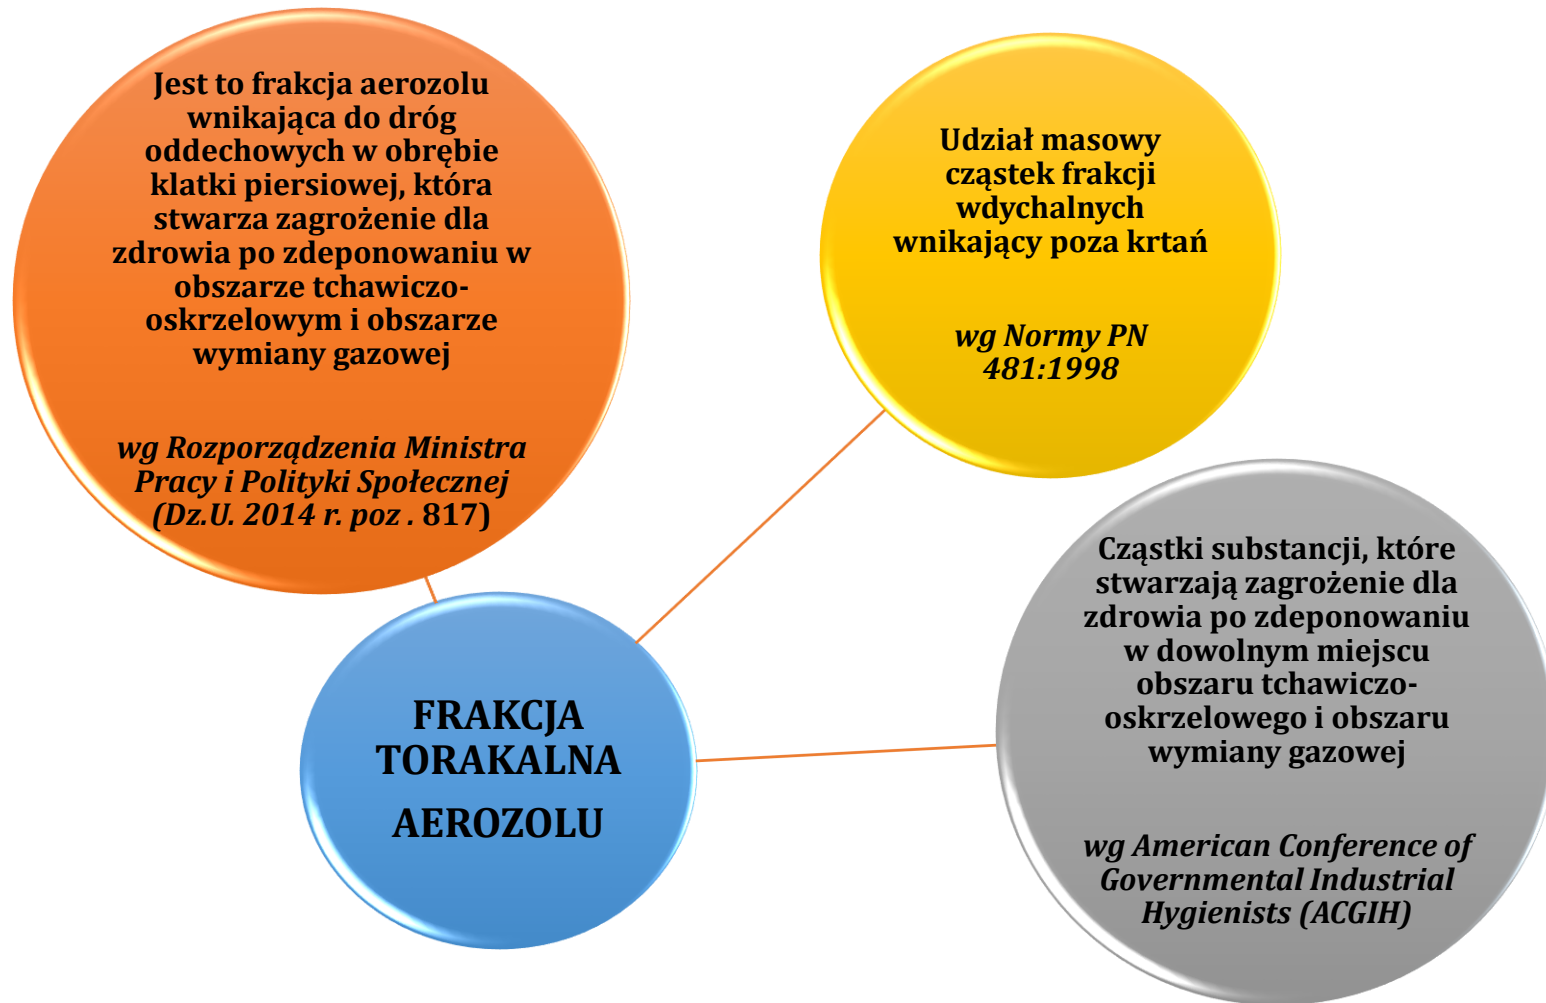 Jest to frakcja aerozolu
wnikająca do dróg
oddechowych w obrębie
klatki piersiowej, która
stwarza zagrożenie dla
zdrowia po zdeponowaniu w
obszarze tchawiczo-
oskrzelowym i obszarze
wymiany gazowej
wg Rozporządzenia Ministra
Pracy i Polityki Społecznej
(Dz.U. 2014 r. poz . 817)
Udział masowy
cząstek frakcji
wdychalnych
wnikający poza krtań
wg Normy PN
481:1998
Cząstki substancji, które
stwarzają zagrożenie dla
zdrowia po zdeponowaniu
w dowolnym miejscu
obszaru tchawiczo-
oskrzelowego i obszaru
wymiany gazowej
wg American Conference of
Governmental Industrial
Hygienists (ACGIH)
FRAKCJA
TORAKALNA
AEROZOLU